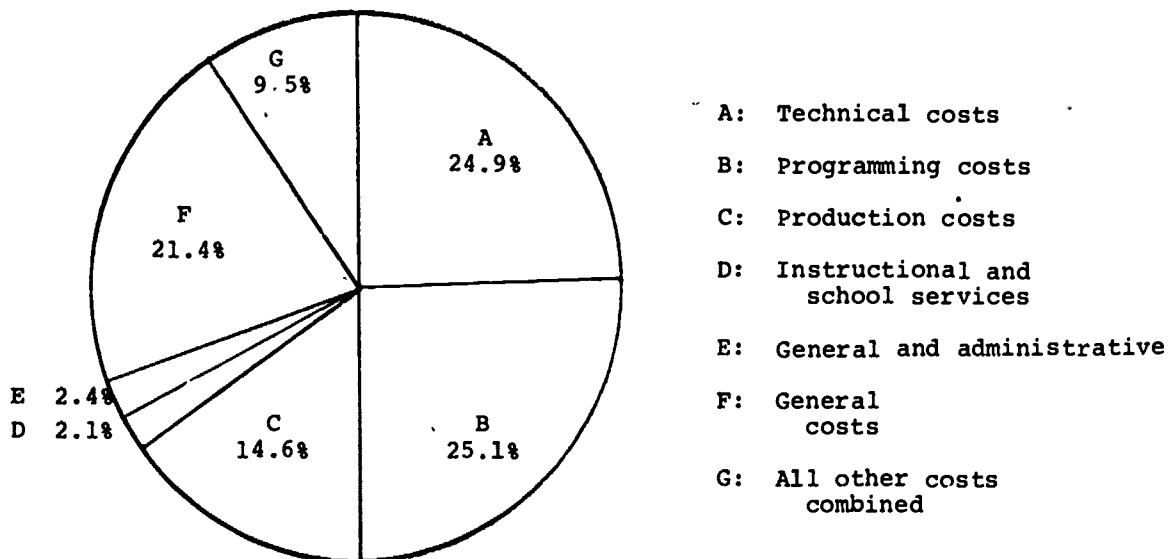 G
9.5%
A
24.9%
F
21.4%
E 2.4%
D 2.1%
C
14.6%
B
25.1%
A: Technical costs
B: Programming costs
C: Production costs
D: Instructional and
school services
E: General and administrative
F: General
costs
G: All other costs
combined